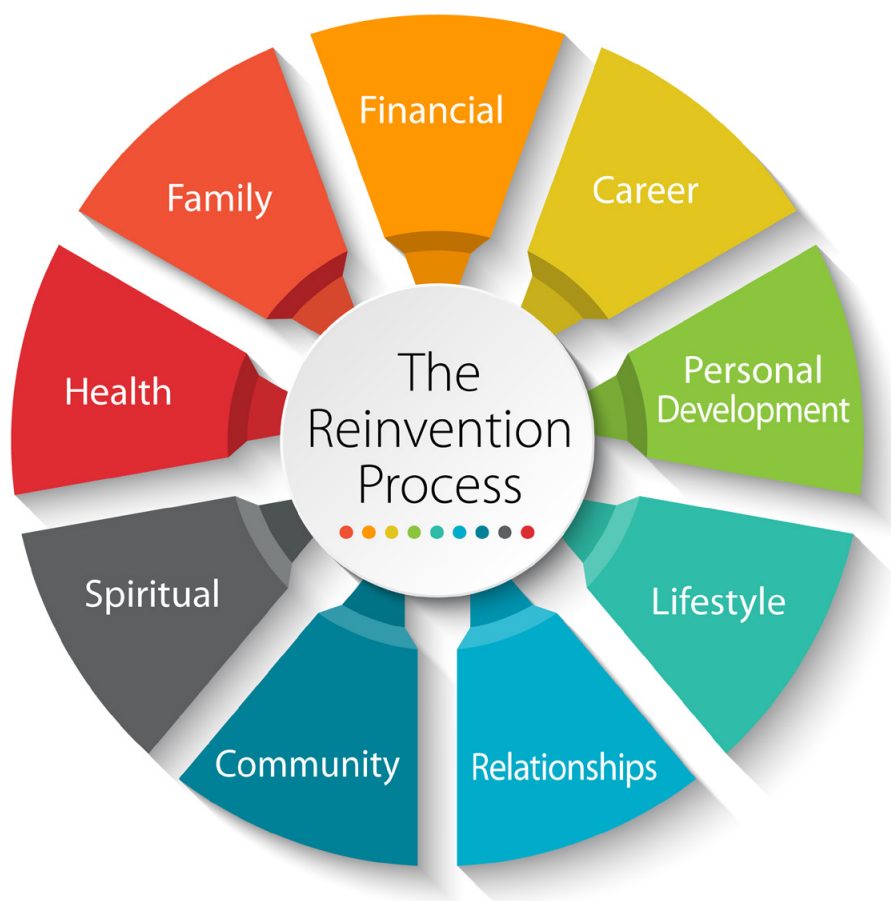 The
Reinvention
Process
Financial
Career
Personal
Development
Lifestyle
Relationships
Community
Spiritual
Health
Family